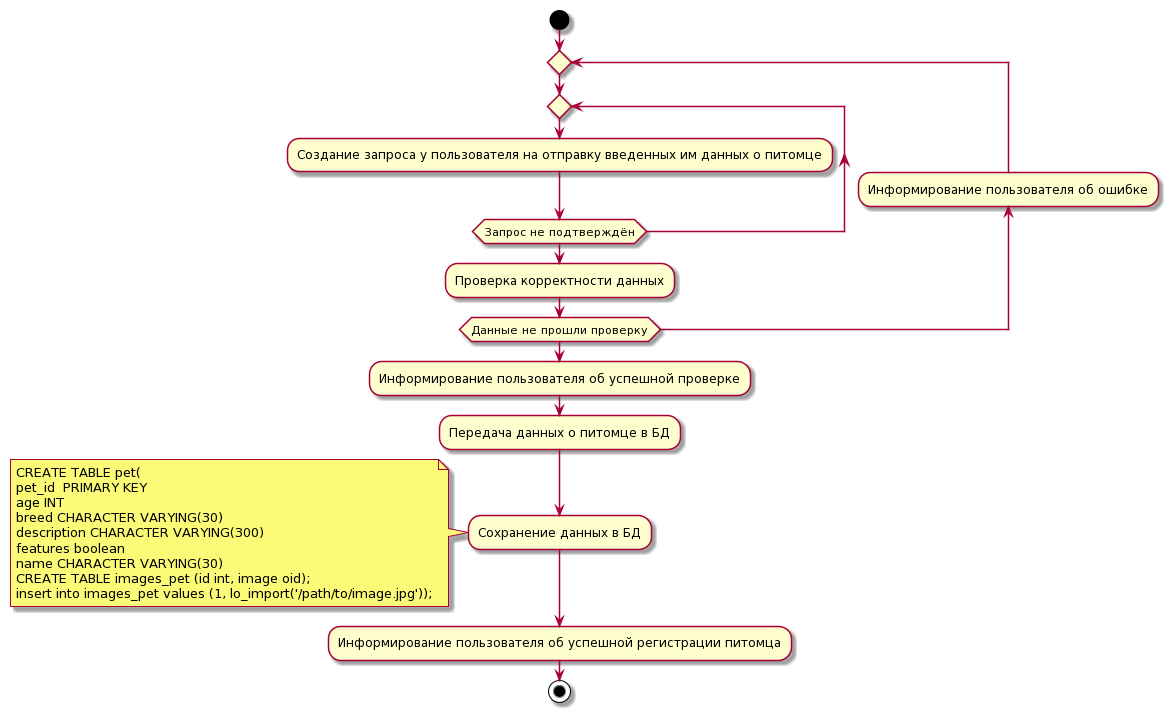 Создание запроса у пользователя на отправку введенных им данных о питомце
Информирование пользователя об ошибке
Запрос не подтверждён
Проверка корректности данных
Данные не прошли проверку
Информирование пользователя об успешной проверке
Передача данных о питомце в БД
CREATE TABLE pet(
pet_id  PRIMARY KEY
age INT
breed CHARACTER VARYING(30)
description CHARACTER VARYING(300)
features boolean
name CHARACTER VARYING(30)
CREATE TABLE images_pet (id int, image oid);
insert into images_pet values (1, lo_import('/path/to/image.jpg'));
Сохранение данных в БД
Информирование пользователя об успешной регистрации питомца